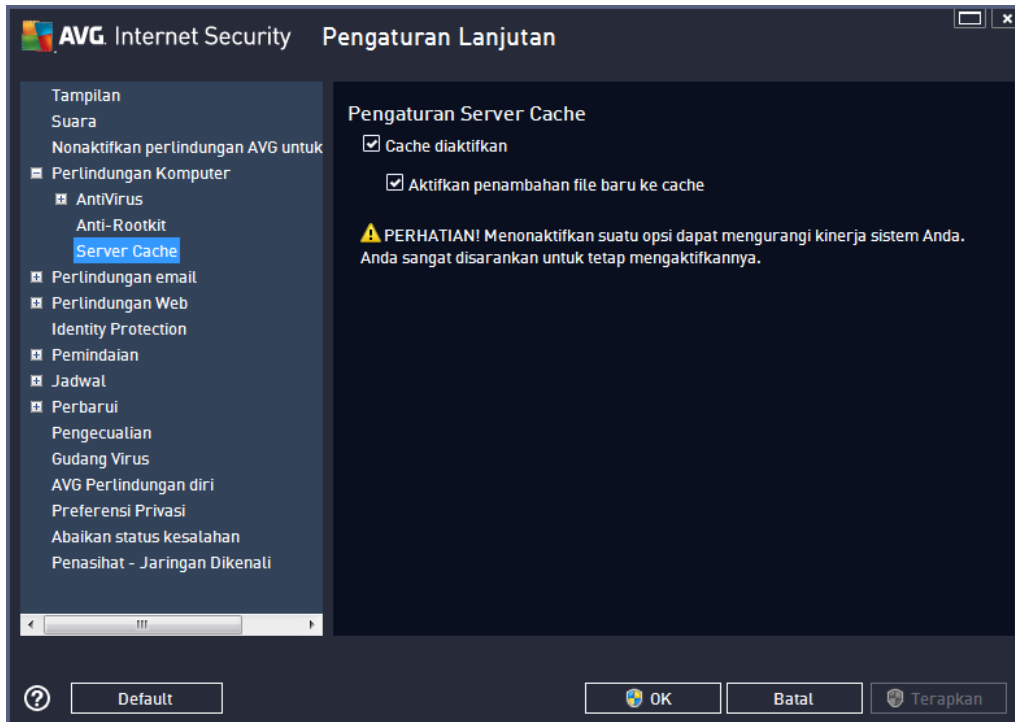 AVG. Internet Security Pengaturan Lanjutan
Tampilan
Suara
Nonaktifkan perlindungan AVG untuk
Perlindungan Komputer
AntiVirus
Anti-Rootkit
Server Cache
Perlindungan email
Perlindungan Web
Identity Protection
Pemindaian
Jadwal
Perbarui
Pengecualian
Gudang Virus
AVG Perlindungan diri
Preferensi Privasi
Abaikan status kesalahan
Penasihat - Jaringan Dikenali
Pengaturan Server Cache
Cache diaktifkan
Aktifkan penambahan file baru ke cache
PERHATIAN! Menonaktifkan suatu opsi dapat mengurangi kinerja sistem Anda.
Anda sangat disarankan untuk tetap mengaktifkannya.
Default
OK
Batal
Terapkan